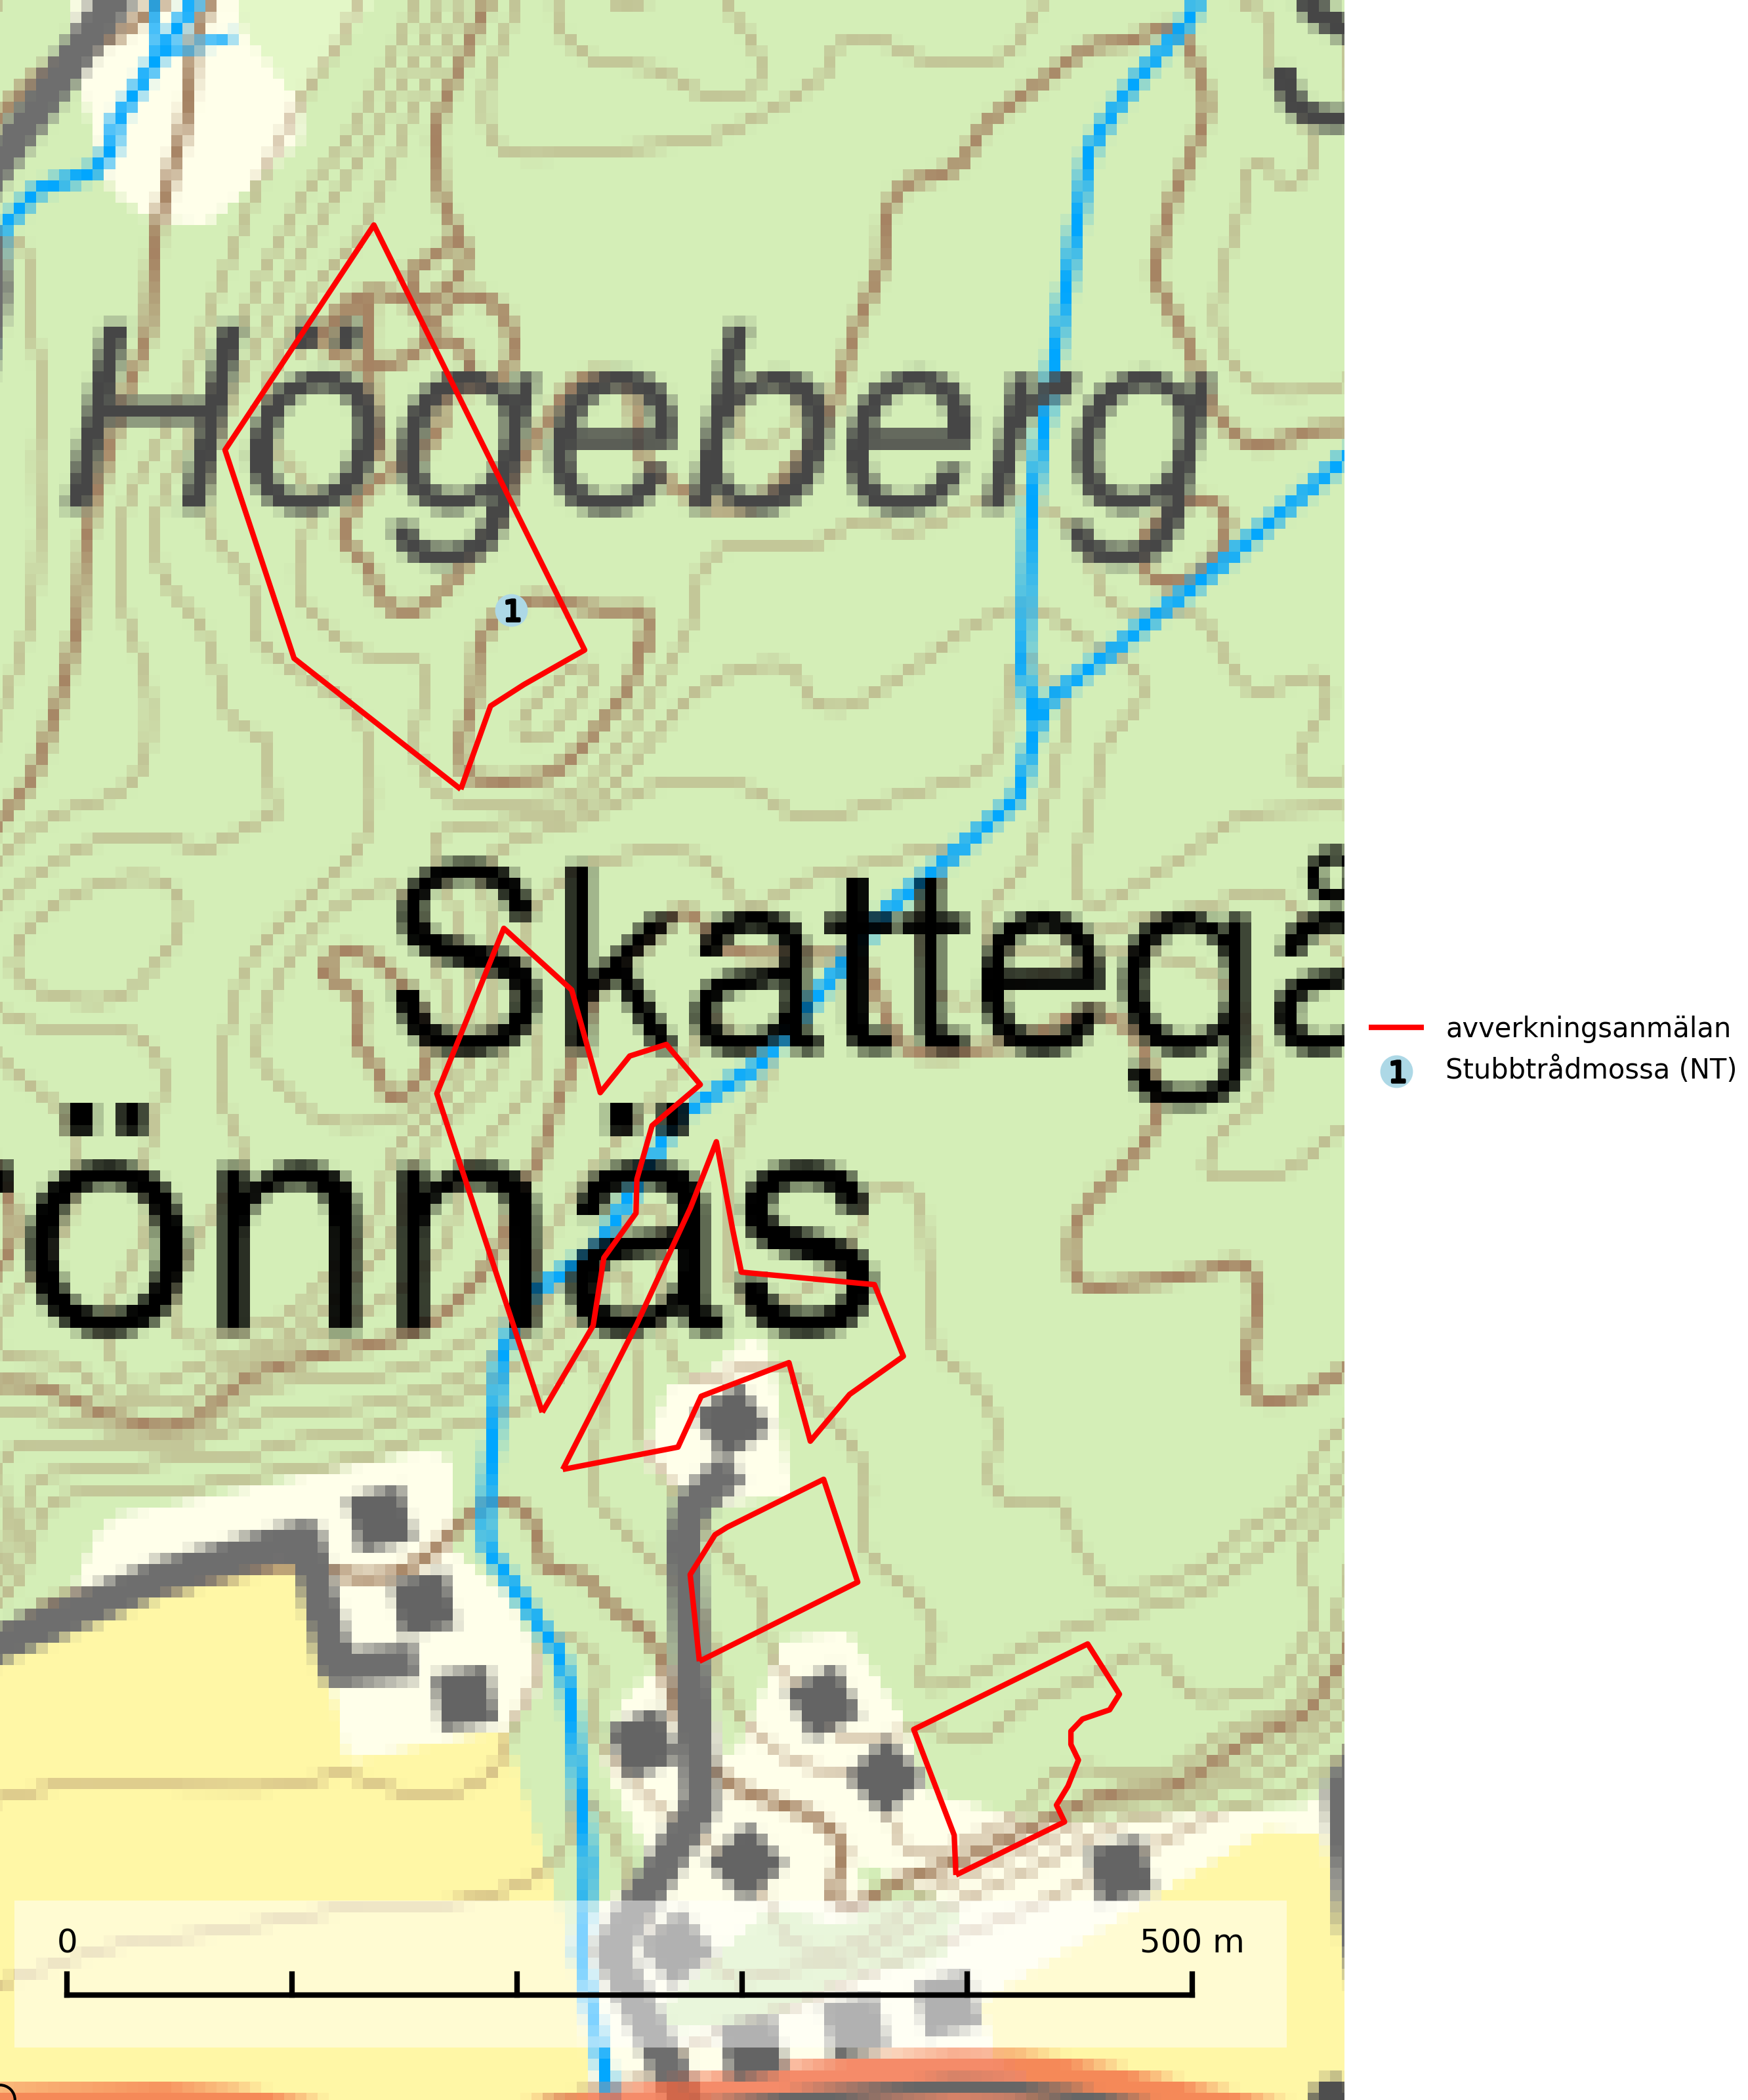 Högeberg
1
Skattegå
önnäs
avverkningsanmälan
1 Stubbtrådmossa (NT)
0 500 m